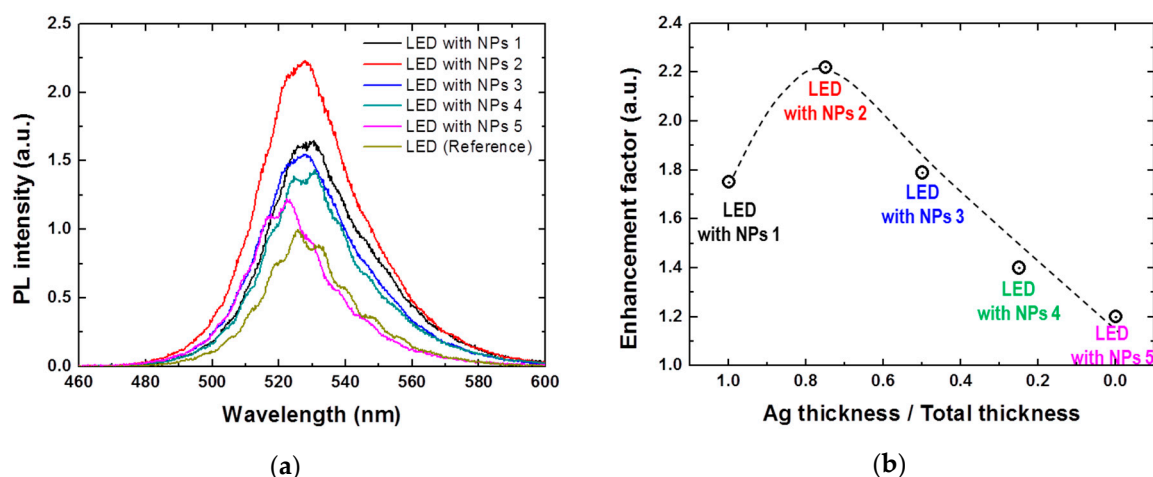 PL intensity (a.u.)
2.5
2.0
1.5
1.0
0.5
0.0
460
480
500
520
540
560
580
600
Wavelength (nm)
LED with NPs 1
LED with NPs 2
LED with NPs 3
LED with NPs 4
LED with NPs 5
LED (Reference)
(a)
Enhancement factor (a.u.)
2.4
2.2
2.0
1.8
1.6
1.4
1.2
1.0
LED
with NPs 1
LED
with NPs 2
LED
with NPs 3
LED
with NPs 4
LED
with NPs 5
1.0
0.8
0.6
0.4
0.2
0.0
Ag thickness / Total thickness
(b)